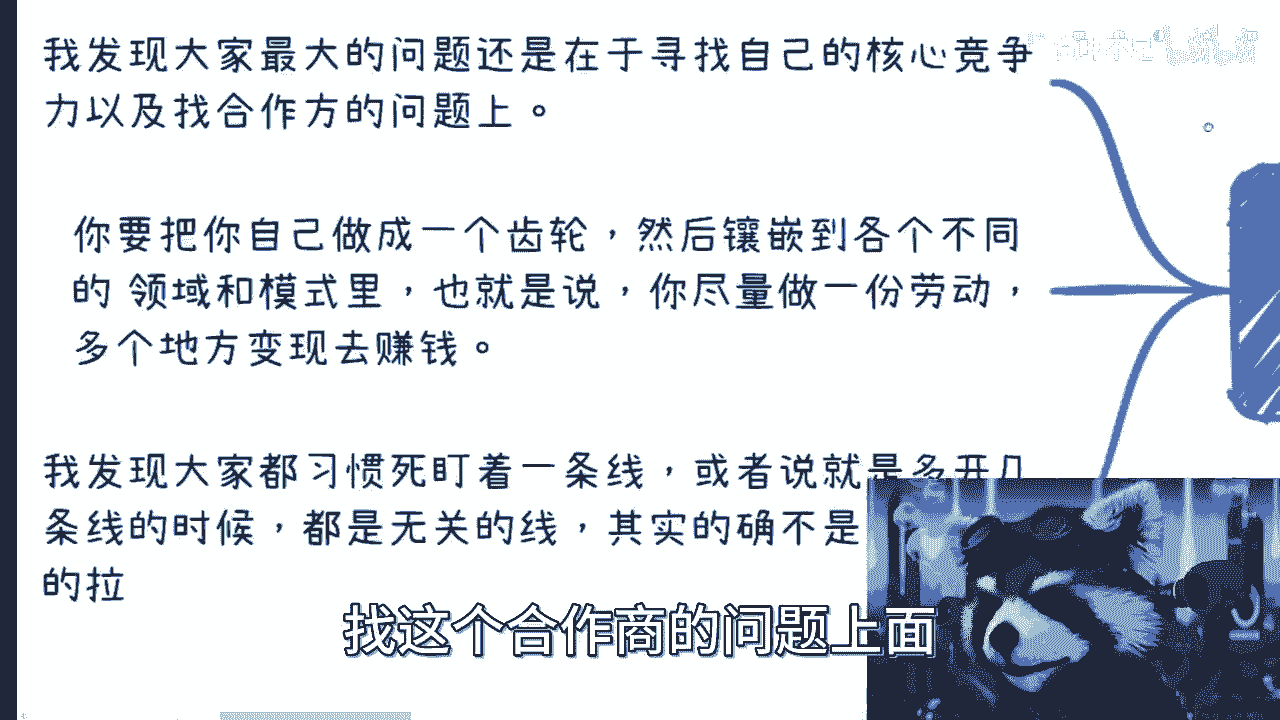 我发现大家最大的问题还是在于寻找自己的核心竞争
力以及找合作方的问题上。
你要把你自己做成一个齿轮，然后镶嵌到各个不同
的 领域和模式里，也就是说，你尽量做一份劳动，
多个地方变现去赚钱。
我发现大家都习惯死盯着一条线，或者说就是多开几
条线的时候，都是无关的线，其实的确不是
的拉
找这个合作商的问题上面